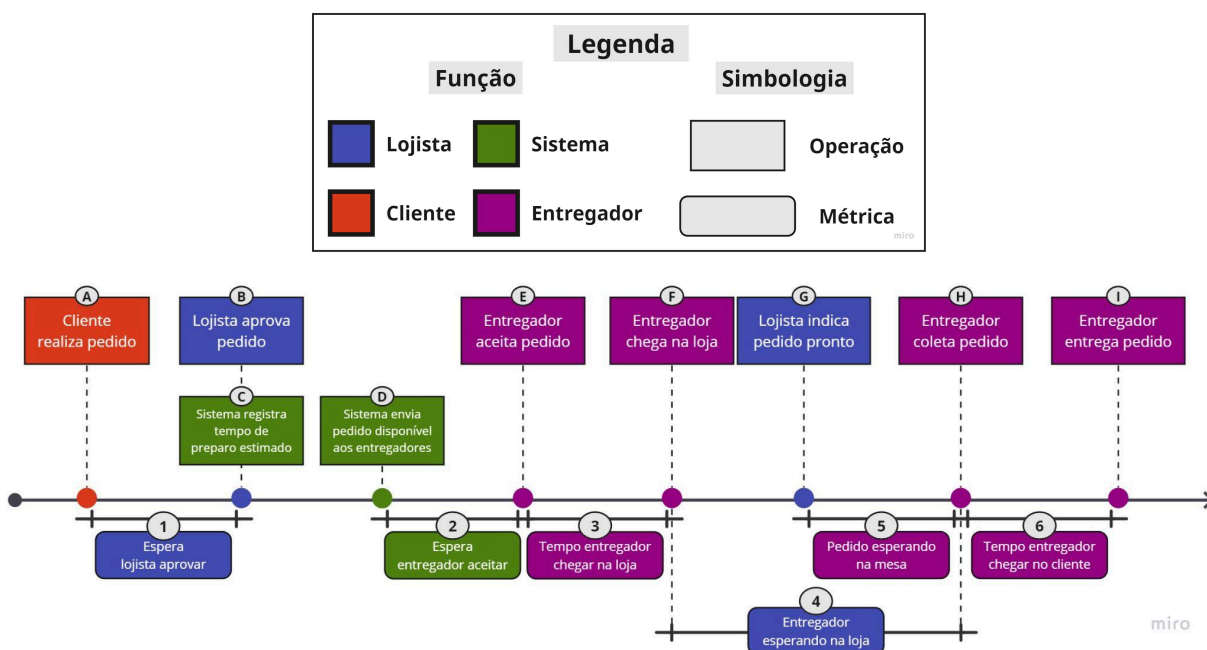 Legenda
Função
Simbologia
Lojista
Sistema
Operação
Cliente
Entregador
Métrica
miro
A
Cliente
realiza pedido
B
Lojista aprova
pedido
E
Entregador
aceita pedido
F
Entregador
chega na loja
G
Lojista indica
pedido pronto
H
Entregador
coleta pedido
I
Entregador
entrega pedido
C
Sistema registra
tempo de
preparo estimado
D
Sistema envia
pedido disponível
aos entregadores
1
Espera
lojista aprovar
2
Espera
entregador aceitar
3
Tempo entregador
chegar na loja
5
Pedido esperando
na mesa
6
Tempo entregador
chegar no cliente
4
Entregador
esperando na loja
miro